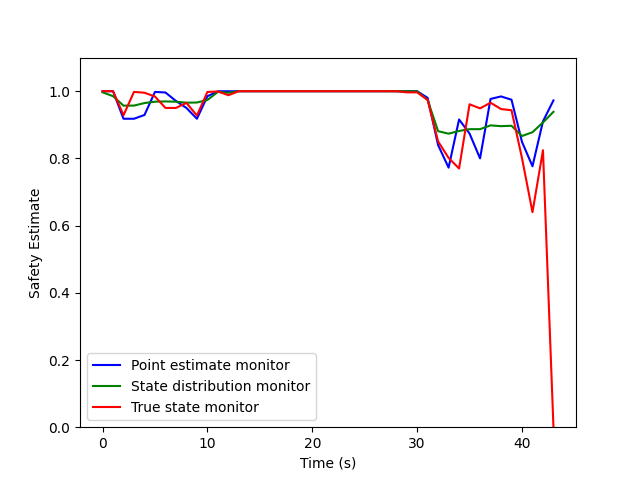 1.0
0.8
0.6
0.4
0.2
0.0
Safety Estimate
Point estimate monitor
State distribution monitor
True state monitor
0 10 20 30 40
Time (s)